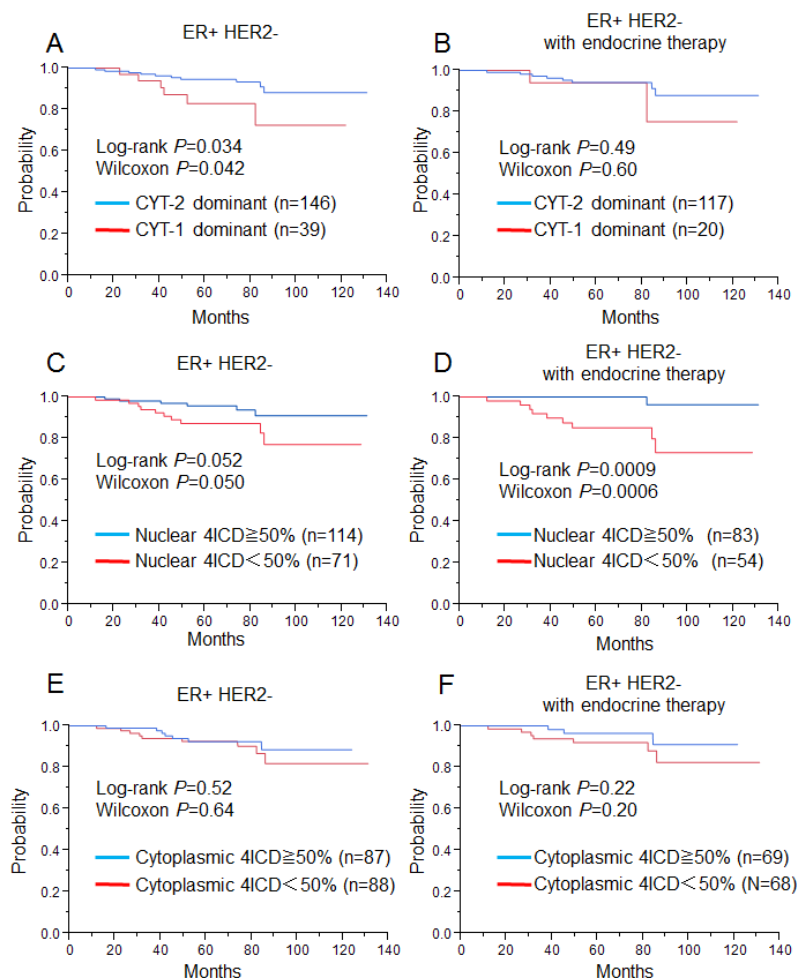 A
ER+ HER2-
Probability
1.0
0.8
0.6
0.4
0.2
0.0
Log-rank P=0.034
Wilcoxon P=0.042
CYT-2 dominant (n=146)
CYT-1 dominant (n=39)
0 20 40 60 80 100 120 140
Months
B
ER+ HER2-
with endocrine therapy
Probability
1.0
0.8
0.6
0.4
0.2
0.0
Log-rank P=0.49
Wilcoxon P=0.60
CYT-2 dominant (n=117)
CYT-1 dominant (n=20)
0 20 40 60 80 100 120 140
Months
C
ER+ HER2-
Probability
1.0
0.8
0.6
0.4
0.2
0.0
Log-rank P=0.052
Wilcoxon P=0.050
Nuclear 4ICD≧50% (n=114)
Nuclear 4ICD<50% (n=71)
0 20 40 60 80 100 120 140
Months
D
ER+ HER2-
with endocrine therapy
Probability
1.0
0.8
0.6
0.4
0.2
0.0
Log-rank P=0.0009
Wilcoxon P=0.0006
Nuclear 4ICD≧50% (n=83)
Nuclear 4ICD<50% (n=54)
0 20 40 60 80 100 120 140
Months
E
ER+ HER2-
Probability
1.0
0.8
0.6
0.4
0.2
0.0
Log-rank P=0.52
Wilcoxon P=0.64
Cytoplasmic 4ICD≧50% (n=87)
Cytoplasmic 4ICD<50% (n=88)
0 20 40 60 80 100 120 140
Months
F
ER+ HER2-
with endocrine therapy
Probability
1.0
0.8
0.6
0.4
0.2
0.0
Log-rank P=0.22
Wilcoxon P=0.20
Cytoplasmic 4ICD≧50% (n=69)
Cytoplasmic 4ICD<50% (N=68)
0 20 40 60 80 100 120 140
Months